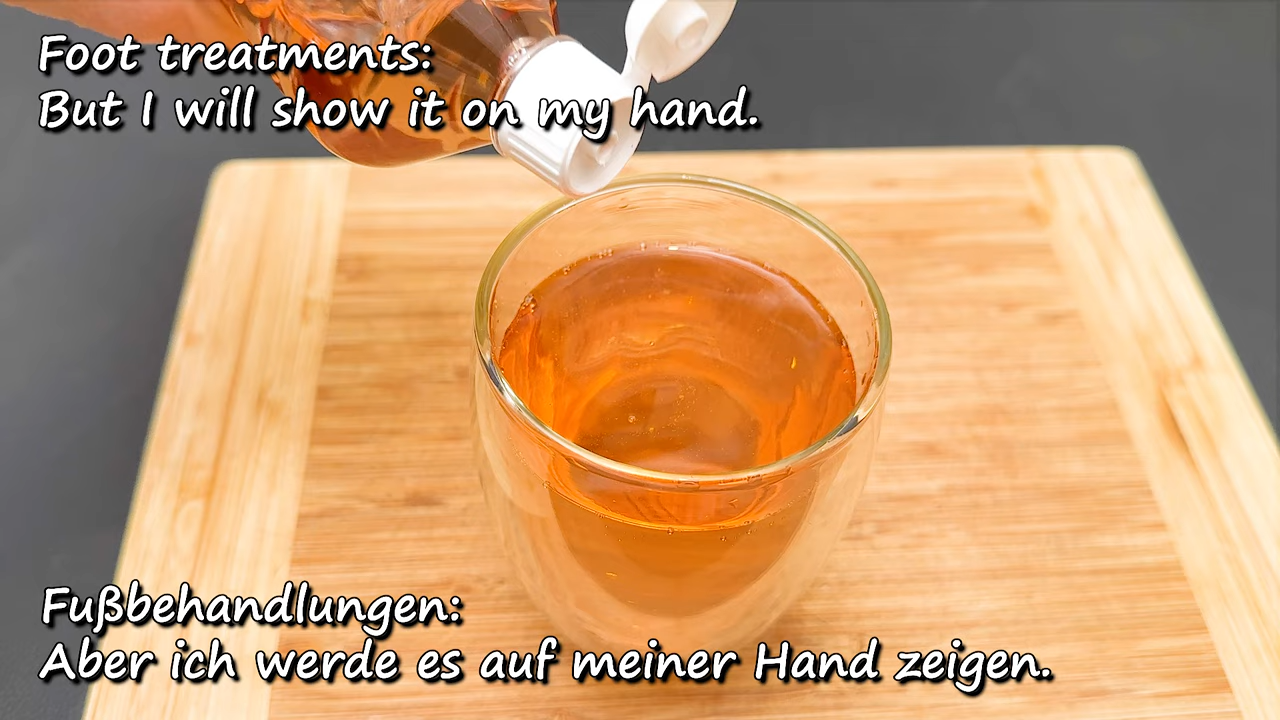 Foot treatments:
But I will show it on my hand.
Fußbehandlungen:
Aber ich werde es auf meiner Hand zeigen.